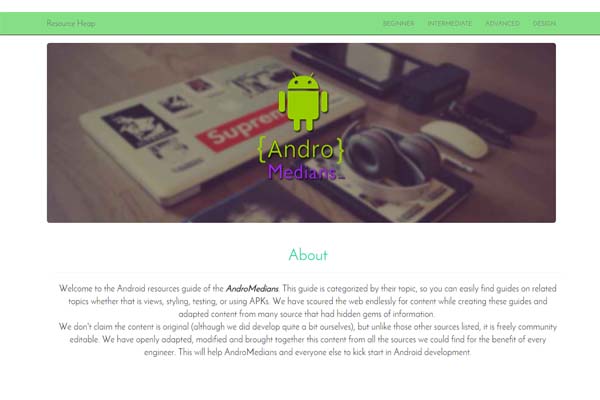 Resource Heap
BEGINNER INTERMEDIATE ADVANCED DESIGN
Supreme
{Andro}
Medians
About
Welcome to the Android resources guide of the AndroMedians. This guide is categorized by their topic, so you can easily find guides on related
topics whether that is views, styling, testing, or using APKs. We have scoured the web endlessly for content while creating these guides and
adapted content from many source that had hidden gems of information.
We don't claim the content is original (although we did develop quite a bit ourselves), but unlike those other sources listed, it is freely community
editable. We have openly adapted, modified and brought together this content from all the sources we could find for the benefit of every
engineer. This will help AndroMedians and everyone else to kick start in Android development.